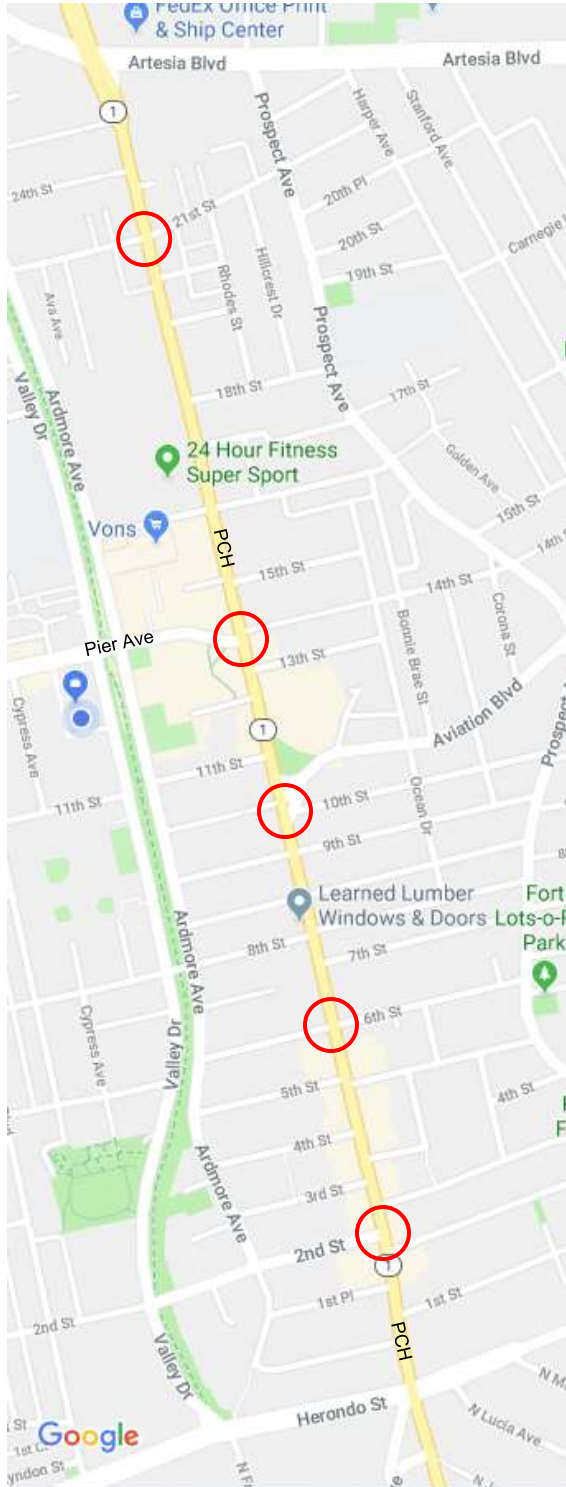 FedEx Office Print
& Ship Center
Artesia Blvd
Artesia Blvd
1
Prospect Ave
Harper Ave
Stanford Ave
24th St
21st St
20th Pl
20th St
19th St
Carnegie
Ava Ave
Rhodes St
Hillcrest Dr
Prospect Ave
Valley Dr
Ardmore Ave
18th St
17th St
24 Hour Fitness
Super Sport
Golden Ave
15th St
Vons
PCH
14th St
15th St
14th St
Pier Ave
Bonnie Brae St
Corona St
13th St
Cypress Ave
1
Aviation Blvd
11th St
11th St
10th St
Ocean Dr
9th St
Learned Lumber
Windows & Doors
Fort
Lots-o-F
Park
Ardmore Ave
8th St
7th St
Cypress Ave
Valley Dr
6th St
5th St
4th St
4th St
Ardmore Ave
3rd St
2nd St
1
1st Pl
1st St
2nd St
Valley Dr
PCH
Herondo St
N Lucia Ave
Google